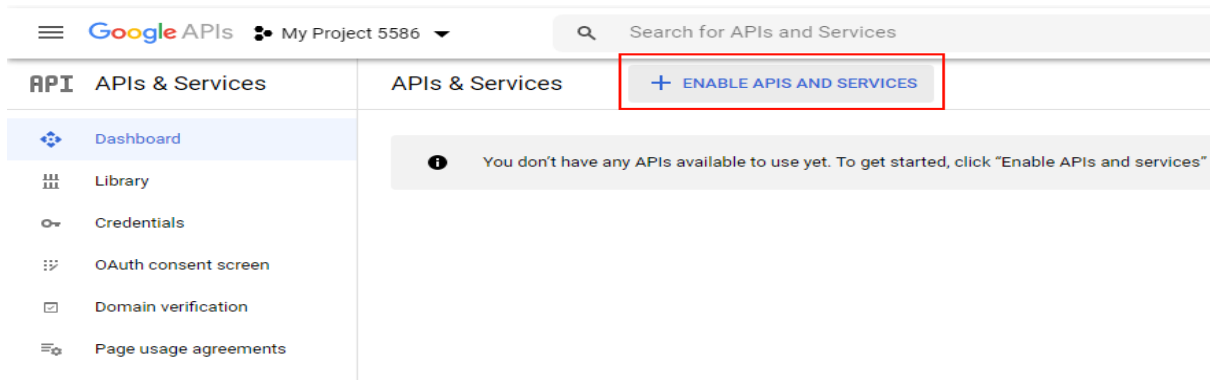 Google APIs My Project 5586 Search for APIs and Services
API APIs & Services
APIs & Services + ENABLE APIS AND SERVICES
Dashboard
Library
Credentials
OAuth consent screen
Domain verification
Page usage agreements
You don't have any APIs available to use yet. To get started, click “Enable APIs and services”